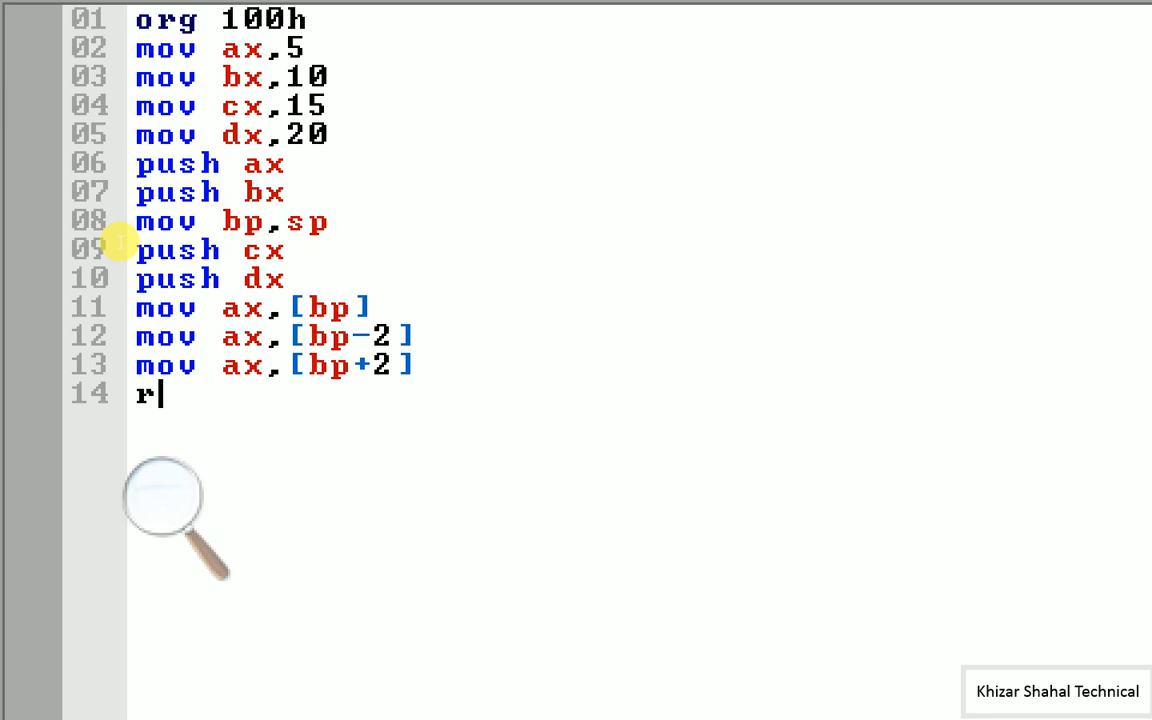 01 org 100h
02 mov ax,5
03 mov bx,10
04 mov cx,15
05 mov dx,20
06 push ax
07 push bx
08 mov bp,sp
09 push cx
10 push dx
11 mov ax,[bp]
12 mov ax,[bp-2]
13 mov ax,[bp+2]
14 r
Khizar Shahal Technical